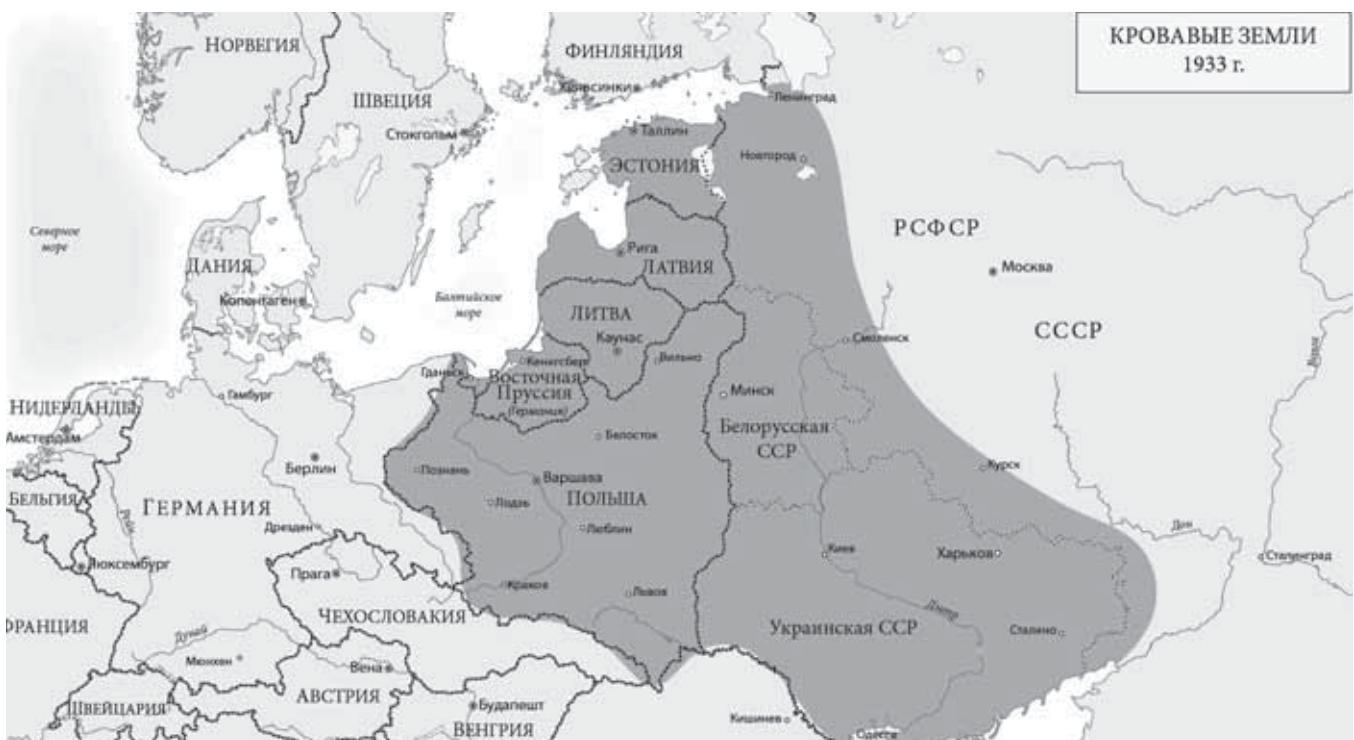 КРОВАВЫЕ ЗЕМЛИ
1933 г.
НОРВЕГИЯ
ФИНЛЯНДИЯ
Хельсинки
Ленинград
ШВЕЦИЯ
Стокгольм
Таллин
ЭСТОНИЯ
Новгород
Северное
море
РСФСР
Москва
ДАНИЯ
Копенгаген
Балтийское
море
Рига
ЛАТВИЯ
ЛИТВА
Каунас
Вильно
СССР
Волга
Смоленск
Кенигсберг
Восточная
Пруссия
(Германия)
Гданьск
Минск
Белорусская
ССР
НИДЕРЛАНДЫ
Амстердам
Гамбург
Берлин
Белосток
Познань
Варшава
ПОЛЬША
Лодзь
Люблин
Курск
БЕЛЬГИЯ
ГЕРМАНИЯ
Рейн
Дрезден
Дон
Сталинград
Люксембург
Прага
Киев
Харьков
Краков
Львов
ЧЕХОСЛОВАКИЯ
Днепр
Украинская ССР
Сталино
ФРАНЦИЯ
Дунай
Мюнхен
Вена
АВСТРИЯ
ШВЕЙЦАРИЯ
Будапешт
ВЕНГРИЯ
Кишинев
Одесса